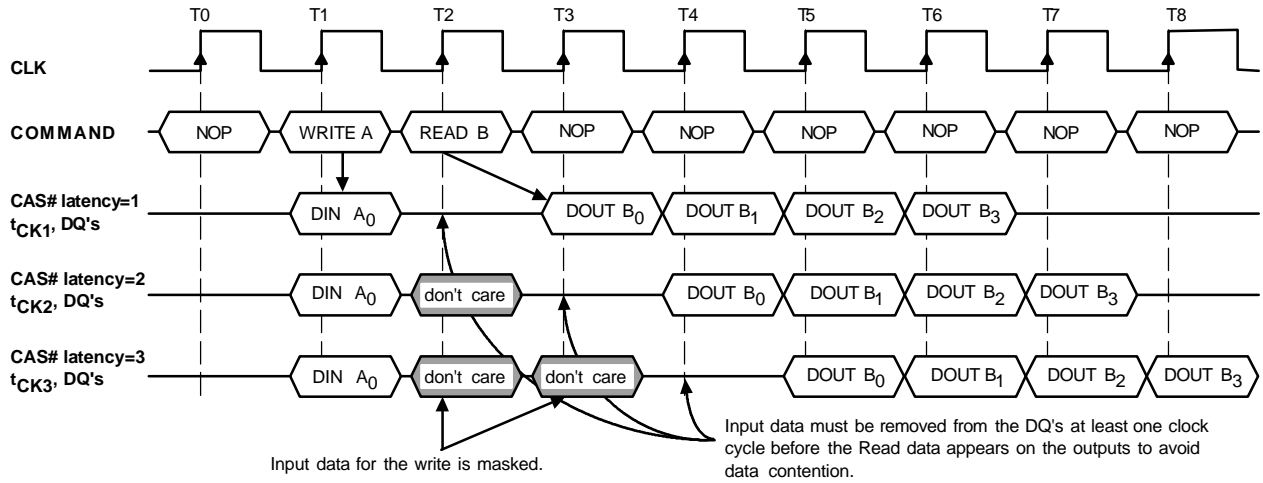 T0 T1 T2 T3 T4 T5 T6 T7 T8
CLK
COMMAND NOP WRITE A READ B NOP NOP NOP NOP NOP NOP
CAS# latency=1
tCK1, DQ's DIN A0 DOUT B0 DOUT B1 DOUT B2 DOUT B3
CAS# latency=2
tCK2, DQ's DIN A0 don't care DOUT B0 DOUT B1 DOUT B2 DOUT B3
CAS# latency=3
tCK3, DQ's DIN A0 don't care don't care DOUT B0 DOUT B1 DOUT B2 DOUT B3
Input data for the write is masked.
Input data must be removed from the DQ's at least one clock
cycle before the Read data appears on the outputs to avoid
data contention.